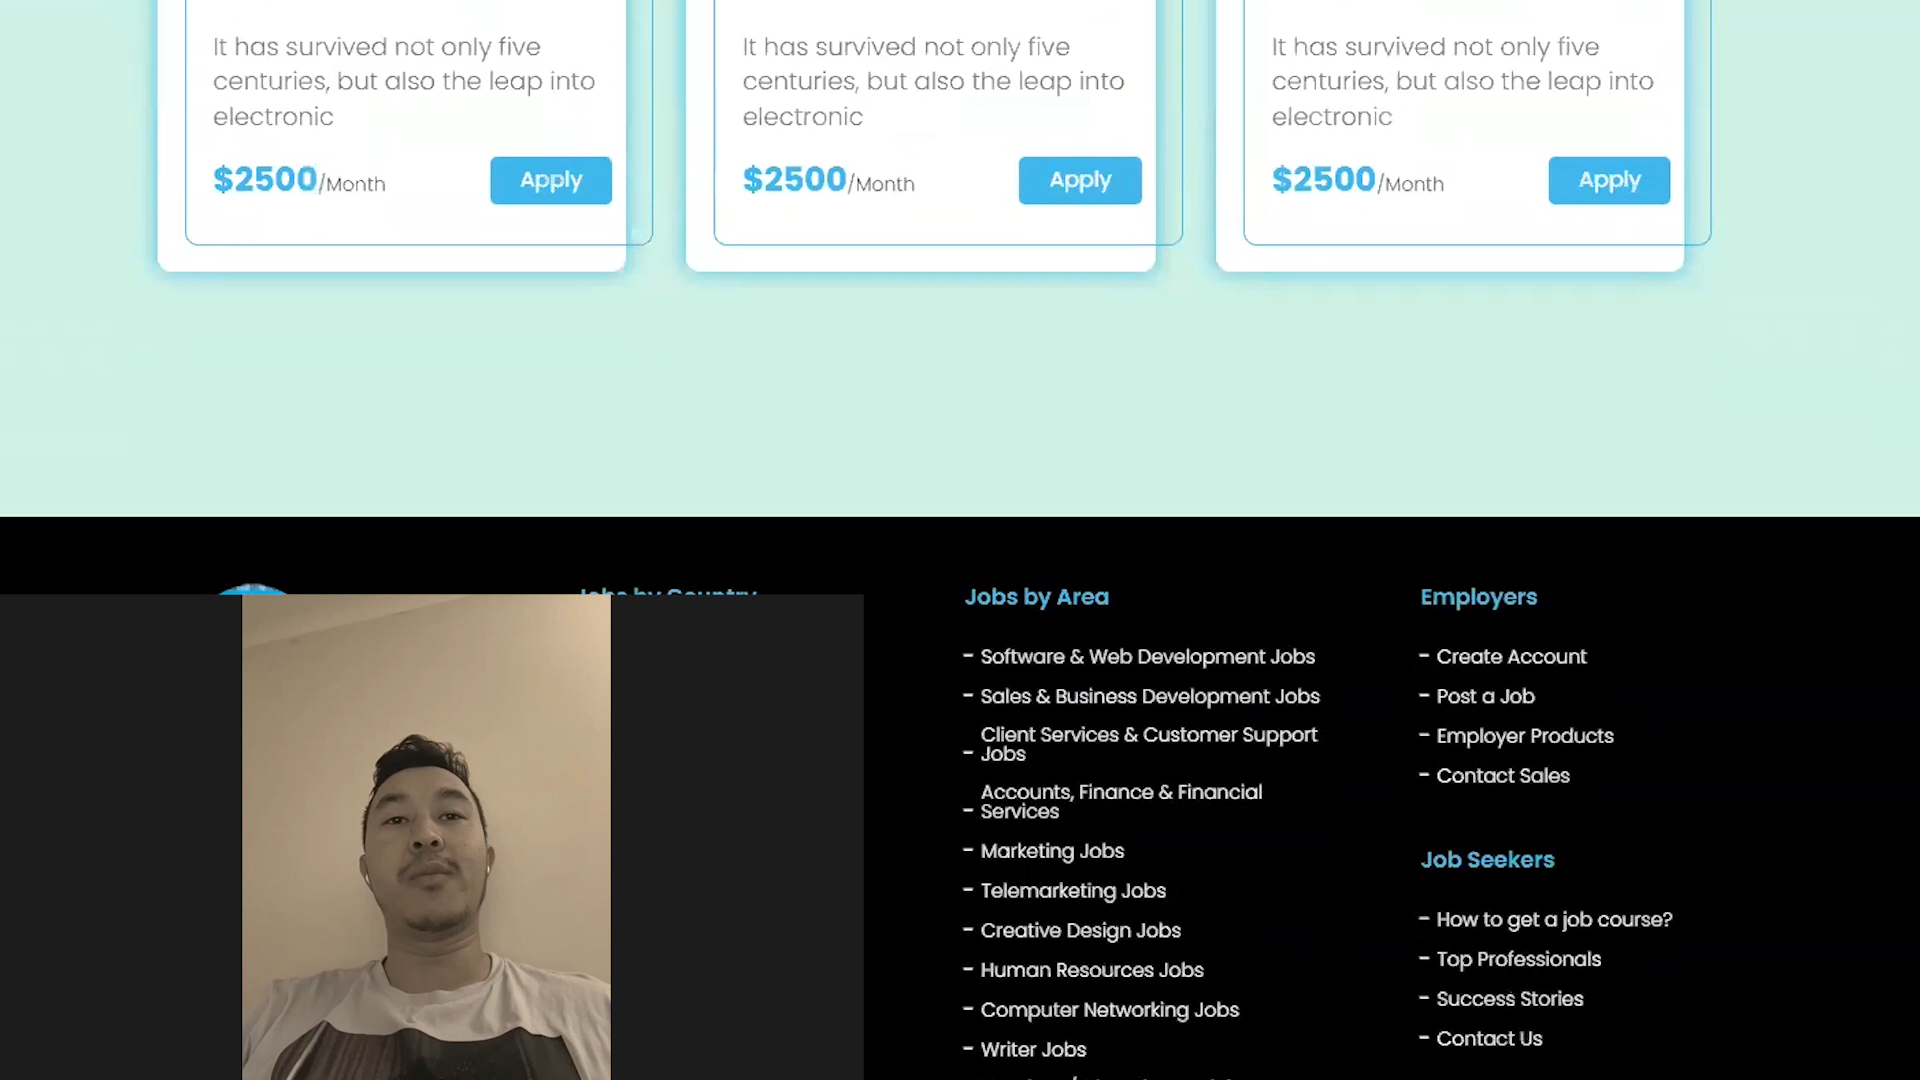 It has survived not only five
centuries, but also the leap into
electronic
$2500/Month
Apply
It has survived not only five
centuries, but also the leap into
electronic
$2500/Month
Apply
It has survived not only five
centuries, but also the leap into
electronic
$2500/Month
Apply
Jobs by Country
Jobs by Area
- Software & Web Development Jobs
- Sales & Business Development Jobs
- Client Services & Customer Support
Jobs
- Accounts, Finance & Financial
Services
- Marketing Jobs
- Telemarketing Jobs
- Creative Design Jobs
- Human Resources Jobs
- Computer Networking Jobs
- Writer Jobs
Employers
- Create Account
- Post a Job
- Employer Products
- Contact Sales
Job Seekers
- How to get a job course?
- Top Professionals
- Success Stories
- Contact Us